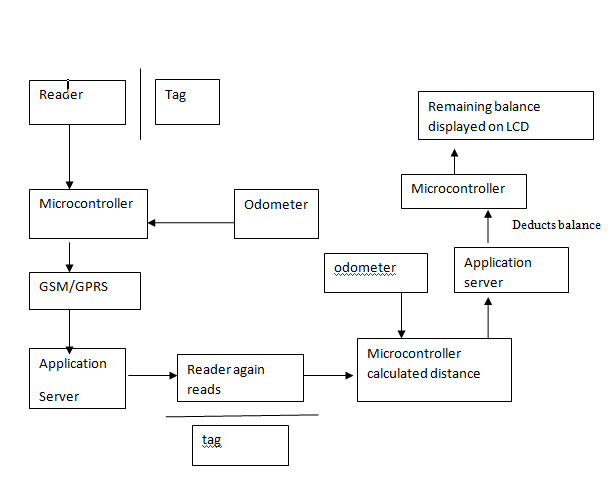 Reader
Tag
Remaining balance
displayed on LCD
Microcontroller
Odometer
Microcontroller
Deducts balance
odometer
Application
server
GSM/GPRS
Application
Server
Reader again
reads
Microcontroller
calculated distance
tag